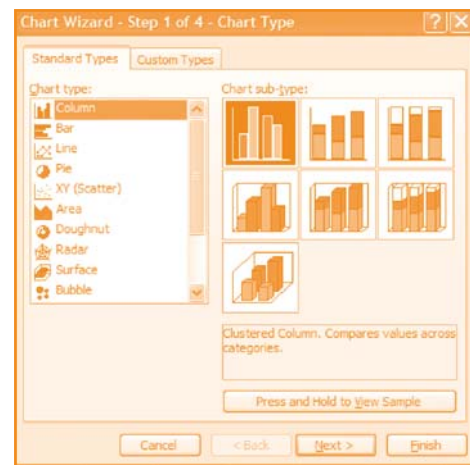 Chart Wizard - Step 1 of 4 - Chart Type
Standard Types Custom Types
Chart type:
Column
Bar
Line
Pie
XY (Scatter)
Area
Doughnut
Radar
Surface
Bubble
Chart sub-type:
Clustered Column. Compares values across
categories.
Press and Hold to View Sample
Cancel < Back Next > Finish